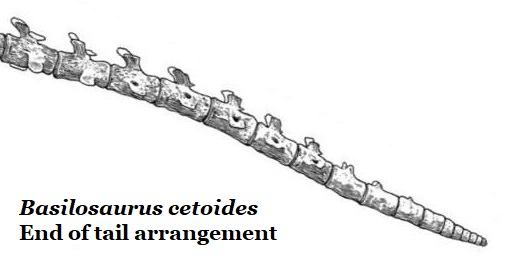 Basilosaurus cetoides
End of tail arrangement